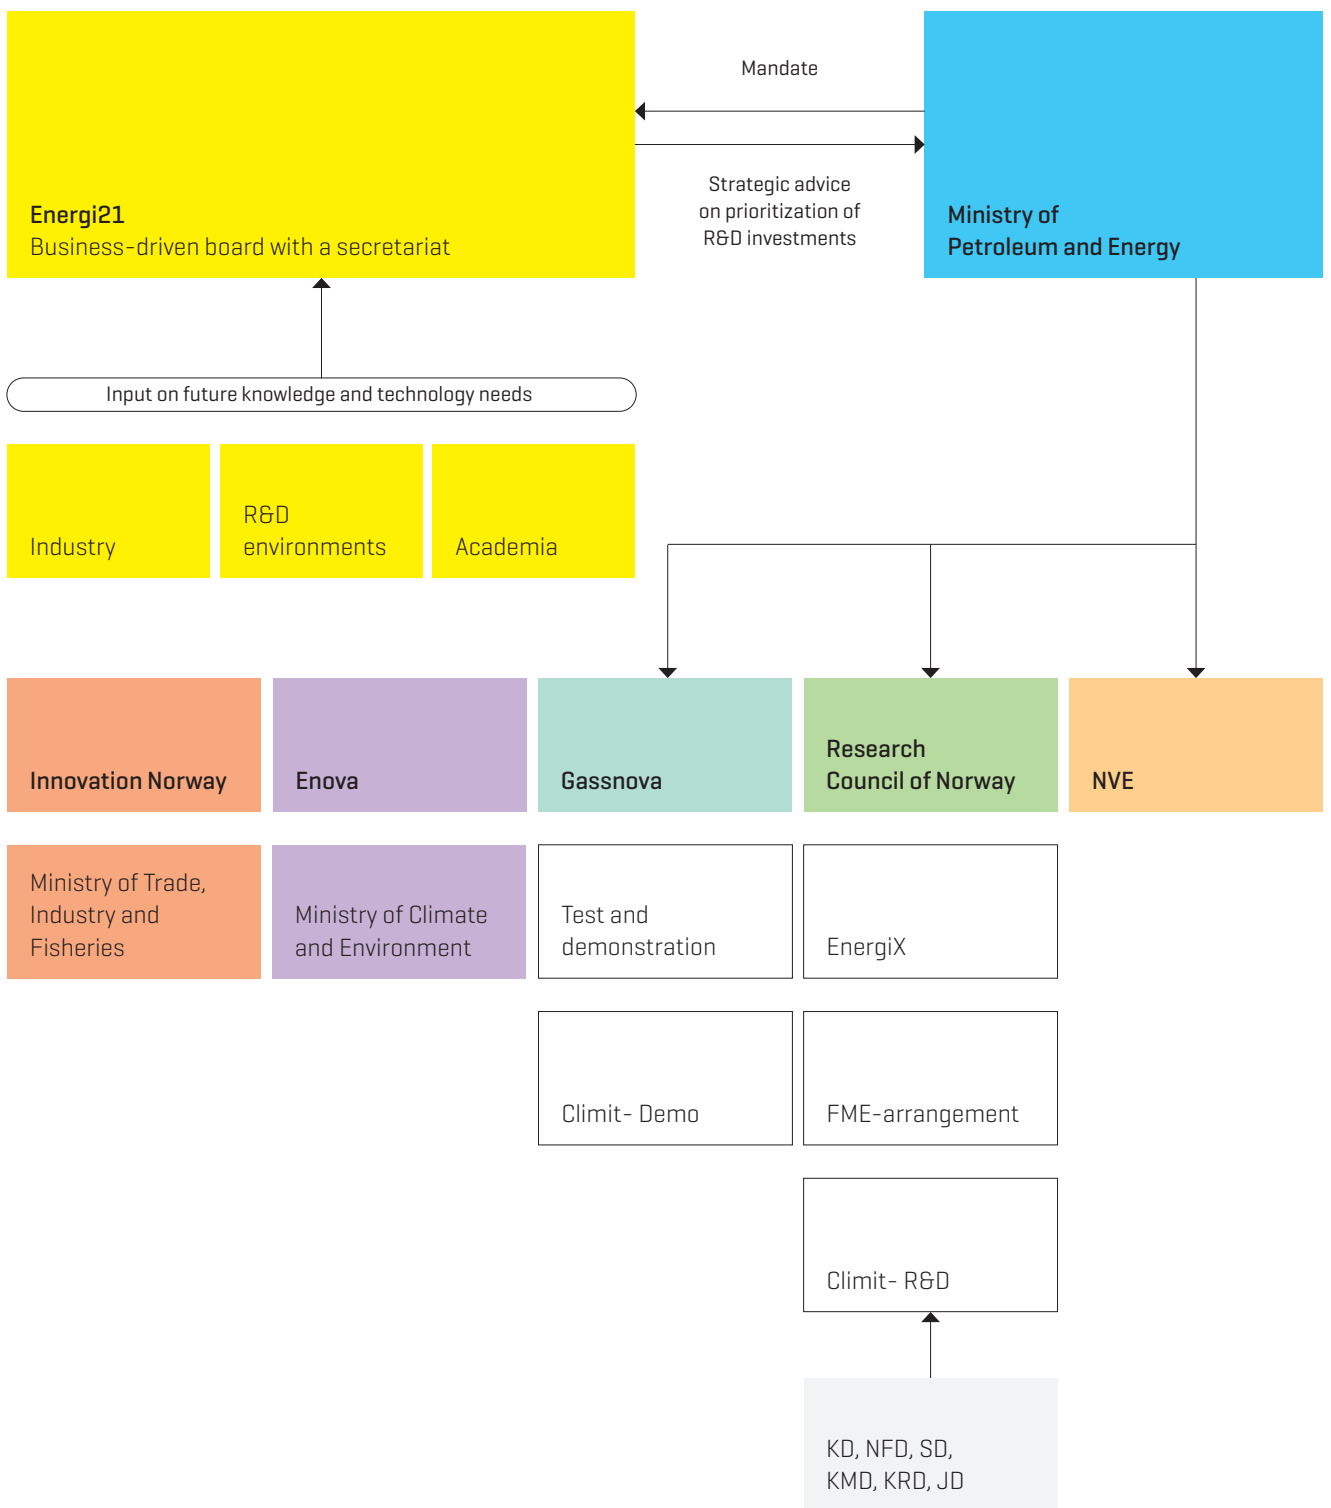 Mandate
Strategic advice
on prioritization of
R&D investments
Energi21
Business-driven board with a secretariat
Ministry of
Petroleum and Energy
Input on future knowledge and technology needs
Industry
R&D
environments
Academia
Innovation Norway
Enova
Gassnova
Research
Council of Norway
NVE
Ministry of Trade,
Industry and
Fisheries
Ministry of Climate
and Environment
Test and
demonstration
EnergiX
Climit- Demo
FME-arrangement
Climit- R&D
KD, NFD, SD,
KMD, KRD, JD